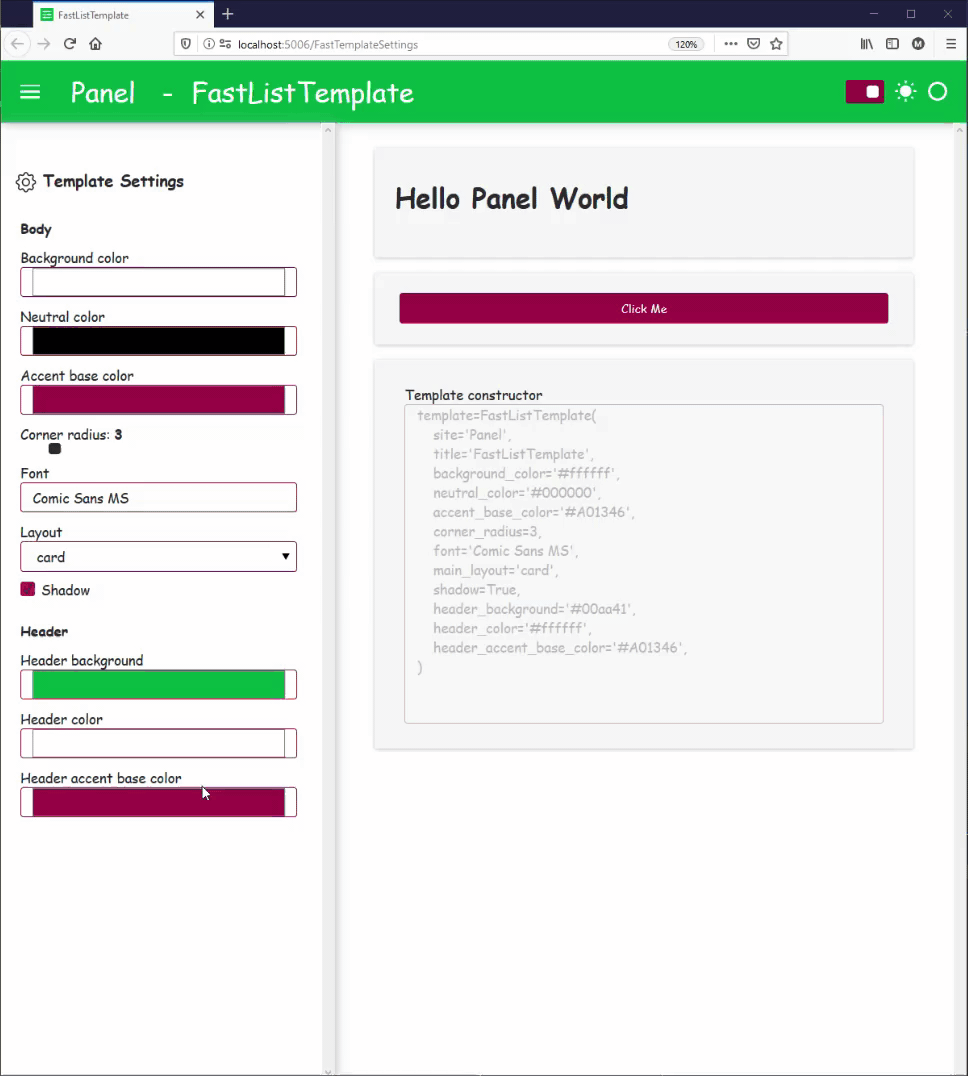 FastListTemplate
localhost:5006/FastTemplateSettings
120%
Panel - FastListTemplate
Template Settings
Body
Background color
Neutral color
Accent base color
Corner radius: 3
Font
Comic Sans MS
Layout
card
Shadow
Header
Header background
Header color
Header accent base color
Hello Panel World
Click Me
Template constructor
template=FastListTemplate(
    site='Panel',
    title='FastListTemplate',
    background_color='#ffffff',
    neutral_color='#000000',
    accent_base_color='#A01346',
    corner_radius=3,
    font='Comic Sans MS',
    main_layout='card',
    shadow=True,
    header_background='#00aa41',
    header_color='#ffffff',
    header_accent_base_color='#A01346',
)